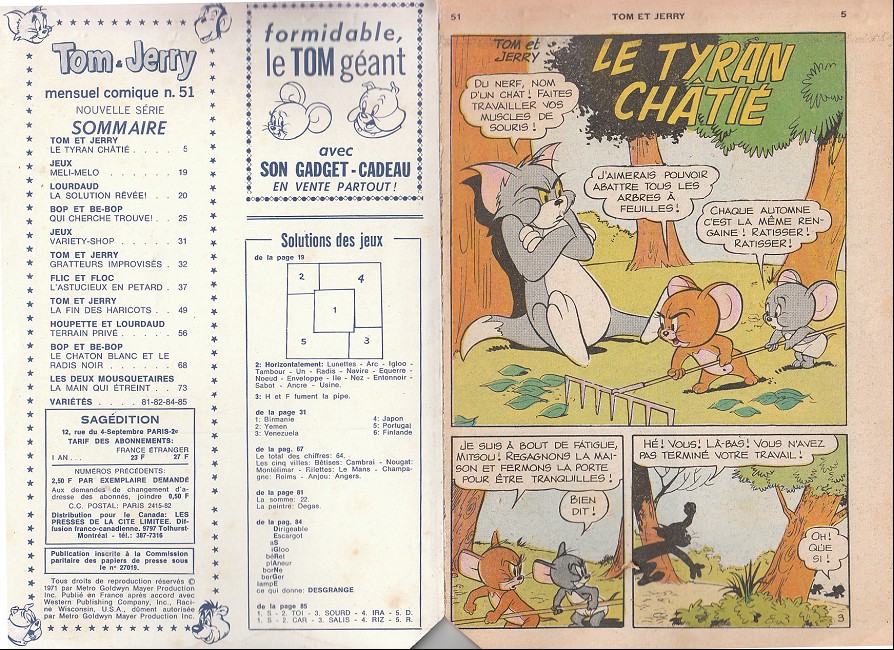 Tom & Jerry
mensuel comique n. 51
NOUVELLE SÉRIE
SOMMAIRE
TOM ET JERRY
LE TYRAN CHÂTIÉ . . . . . 5
JEUX
MELI-MELO . . . . . 19
LOURDAUD
LA SOLUTION RÊVÉE! . . 20
BOP ET BE-BOP
QUI CHERCHE TROUVE! . . 25
JEUX
VARIETY-SHOP . . . . . 31
TOM ET JERRY
GRATTEURS IMPROVISÉS . 32
FLIC ET FLOC
L'ASTUCIEUX EN PETARD . 37
TOM ET JERRY
LA FIN DES HARICOTS . . 49
HOUPETTE ET LOURDAUD
TERRAIN PRIVÉ . . . . 56
BOP ET BE-BOP
LE CHATON BLANC ET LE
RADIS NOIR . . . . . 68
LES DEUX MOUSQUETAIRES
LA MAIN QUI ÉTREINT . . 73
VARIÉTÉS . . . 81-82-84-85
SAGÉDITION
12, rue du 4-Septembre PARIS-2e
TARIF DES ABONNEMENTS:
FRANCE ÉTRANGER
1 AN . . . 23 F 27 F
NUMÉROS PRÉCÉDENTS:
2,50 F PAR EXEMPLAIRE DEMANDÉ
Aux demandes de changement d'a-
dresse des abonnés, joindre 0,50 F
C.C. POSTAL: PARIS 2415-82
Distribution pour le Canada: LES
PRESSES DE LA CITE LIMITEE. Dif-
fusion franco-canadienne. 9797 Tolhurst-
Montréal - tél.: 387-7316
Publication inscrite à la Commission
paritaire des papiers de presse sous
le n° 27019.
Tous droits de reproduction réservés ©
1971 par Metro Goldwyn Mayer Production
Inc. Publié en France après accord avec
Western Publishing Company, Inc., Raci-
ne Wisconsin, U.S.A., dément autorisée
par Metro Goldwyn Mayer Production Inc.
formidable,
le TOM géant
avec
SON GADGET-CADEAU
EN VENTE PARTOUT!
Solutions des jeux
de la page 19
2 4
1
5 3
2: Horizontalement: Lunettes - Arc - Igloo -
Tambour - Un - Radis - Navire - Equerre -
Noeud - Enveloppe - Ile - Nez - Entonnoir -
Sabot - Ancre - Usine.
3: H et F fument la pipe.
de la page 31
1: Birmanie 4: Japon
2: Yemen 5: Portugal
3: Venezuela 6: Finlande
de la pag. 67
Le total des chiffres: 64.
Les cinq villes: Bêtises: Cambrai - Nougat:
Montélimar - Rillettes: Le Mans - Champa-
gne: Reims - Anjou: Angers.
de la page 81
La somme: 22.
La peintre: Degas.
de la pag. 84
Dirigeable
Escargot
aS
iGloo
béRet
plAneur
borNe
berGer
lampE
ce qui donne: DESGRANGE
de la page 85
1. S - 2. TOI - 3. SOURD - 4. IRA - 5. D.
1. S - 2. CAR - 3. SALIS - 4. RIZ - 5. R.
51 TOM ET JERRY 5
TOM et
JERRY
LE TYRAN
CHÂTIÉ
DU NERF, NOM
D'UN CHAT! FAITES
TRAVAILLER VOS
MUSCLES DE
SOURIS!
J'AIMERAIS POUVOIR
ABATTRE TOUS LES
ARBRES À
FEUILLES!
CHAQUE AUTOMNE
C'EST LA MÊME REN-
GAINE! RATISSER!
RATISSER!
JE SUIS À BOUT DE FATIGUE,
MITSOU! REGAGNONS LA MAI-
SON ET FERMONS LA PORTE
POUR ÊTRE TRANQUILLES!
BIEN
DIT!
HÉ! VOUS! LÀ-BAS! VOUS N'AVEZ
PAS TERMINÉ VOTRE TRAVAIL!
OH!
QUE
SI!
3